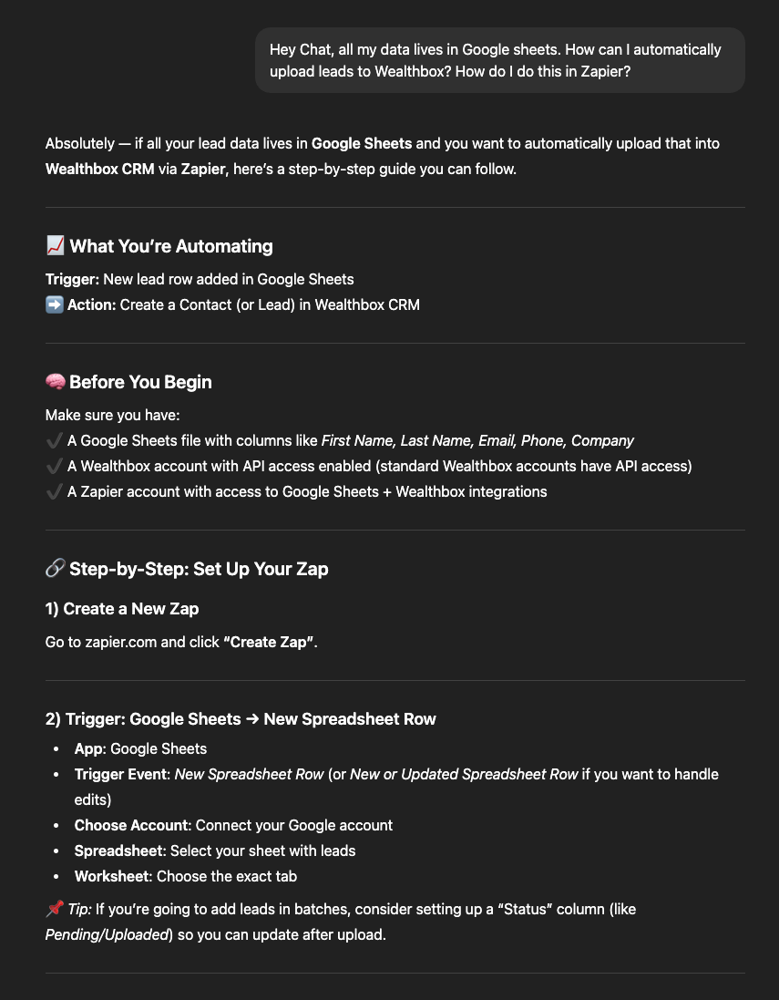 Hey Chat, all my data lives in Google sheets. How can I automatically
upload leads to Wealthbox? How do I do this in Zapier?
Absolutely — if all your lead data lives in Google Sheets and you want to automatically upload that into
Wealthbox CRM via Zapier, here’s a step-by-step guide you can follow.
📈 What You’re Automating
Trigger: New lead row added in Google Sheets
➡️ Action: Create a Contact (or Lead) in Wealthbox CRM
🧠 Before You Begin
Make sure you have:
✔️ A Google Sheets file with columns like First Name, Last Name, Email, Phone, Company
✔️ A Wealthbox account with API access enabled (standard Wealthbox accounts have API access)
✔️ A Zapier account with access to Google Sheets + Wealthbox integrations
🔗 Step-by-Step: Set Up Your Zap
1) Create a New Zap
Go to zapier.com and click “Create Zap”.
2) Trigger: Google Sheets → New Spreadsheet Row
• App: Google Sheets
• Trigger Event: New Spreadsheet Row (or New or Updated Spreadsheet Row if you want to handle
edits)
• Choose Account: Connect your Google account
• Spreadsheet: Select your sheet with leads
• Worksheet: Choose the exact tab
📌 Tip: If you’re going to add leads in batches, consider setting up a “Status” column (like
Pending/Uploaded) so you can update after upload.